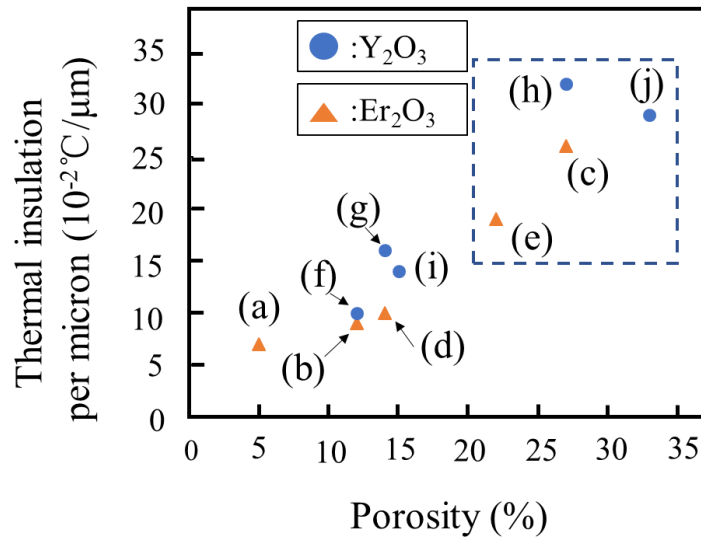 :Y₂O₃
:Er₂O₃
Thermal insulation
per micron (10⁻²℃/μm)
35
30
25
20
15
10
5
0
(h)
(j)
(c)
(e)
(g)
(i)
(f)
(a)
(b)
(d)
0 5 10 15 20 25 30 35
Porosity (%)